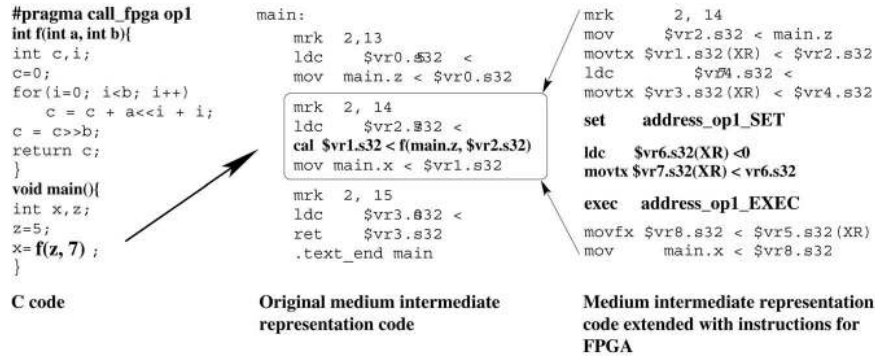 #pragma call_fpga op1
int f(int a, int b){
int c,i;
c=0;
for(i=0; i<b; i++)
c = c + a<<i + i;
c = c>>b;
return c;
}
void main(){
int x,z;
z=5;
x= f(z, 7) ;
}
C code
main:
mrk 2,13
ldc $vr0.s32 <
mov main.z < $vr0.s32
mrk 2, 14
ldc $vr2.s32 <
cal $vr1.s32 < f(main.z, $vr2.s32)
mov main.x < $vr1.s32
mrk 2, 15
ldc $vr3.s32 <
ret $vr3.s32
.text_end main
Original medium intermediate
representation code
mrk 2, 14
mov $vr2.s32 < main.z
movtx $vr1.s32(XR) < $vr2.s32
ldc $vr4.s32 <
movtx $vr3.s32(XR) < $vr4.s32
set address_op1_SET
ldc $vr6.s32(XR) <0
movtx $vr7.s32(XR) < vr6.s32
exec address_op1_EXEC
movfx $vr8.s32 < $vr5.s32(XR)
mov main.x < $vr8.s32
Medium intermediate representation
code extended with instructions for
FPGA